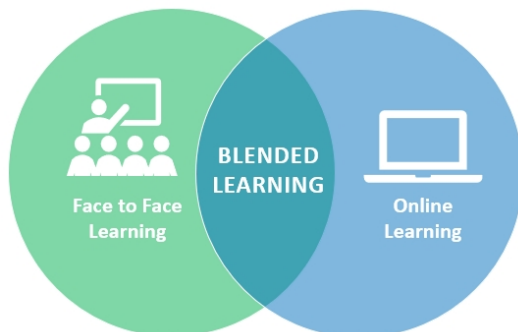 Face to Face
Learning
BLENDED
LEARNING
Online
Learning